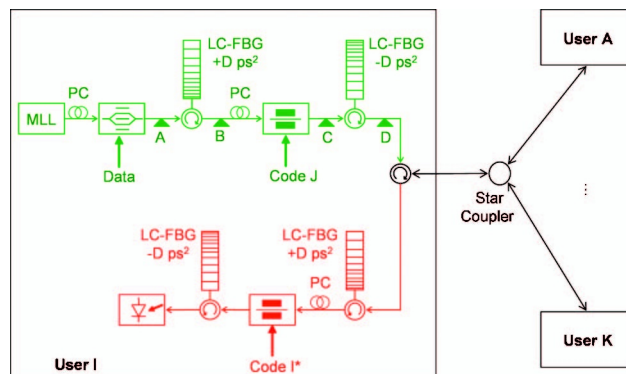 LC-FBG
+D ps²
LC-FBG
-D ps²
User A
PC
PC
MLL
A
B
C
D
Data
Code J
Star
Coupler
...
LC-FBG
-D ps²
LC-FBG
+D ps²
PC
User I
Code I*
User K